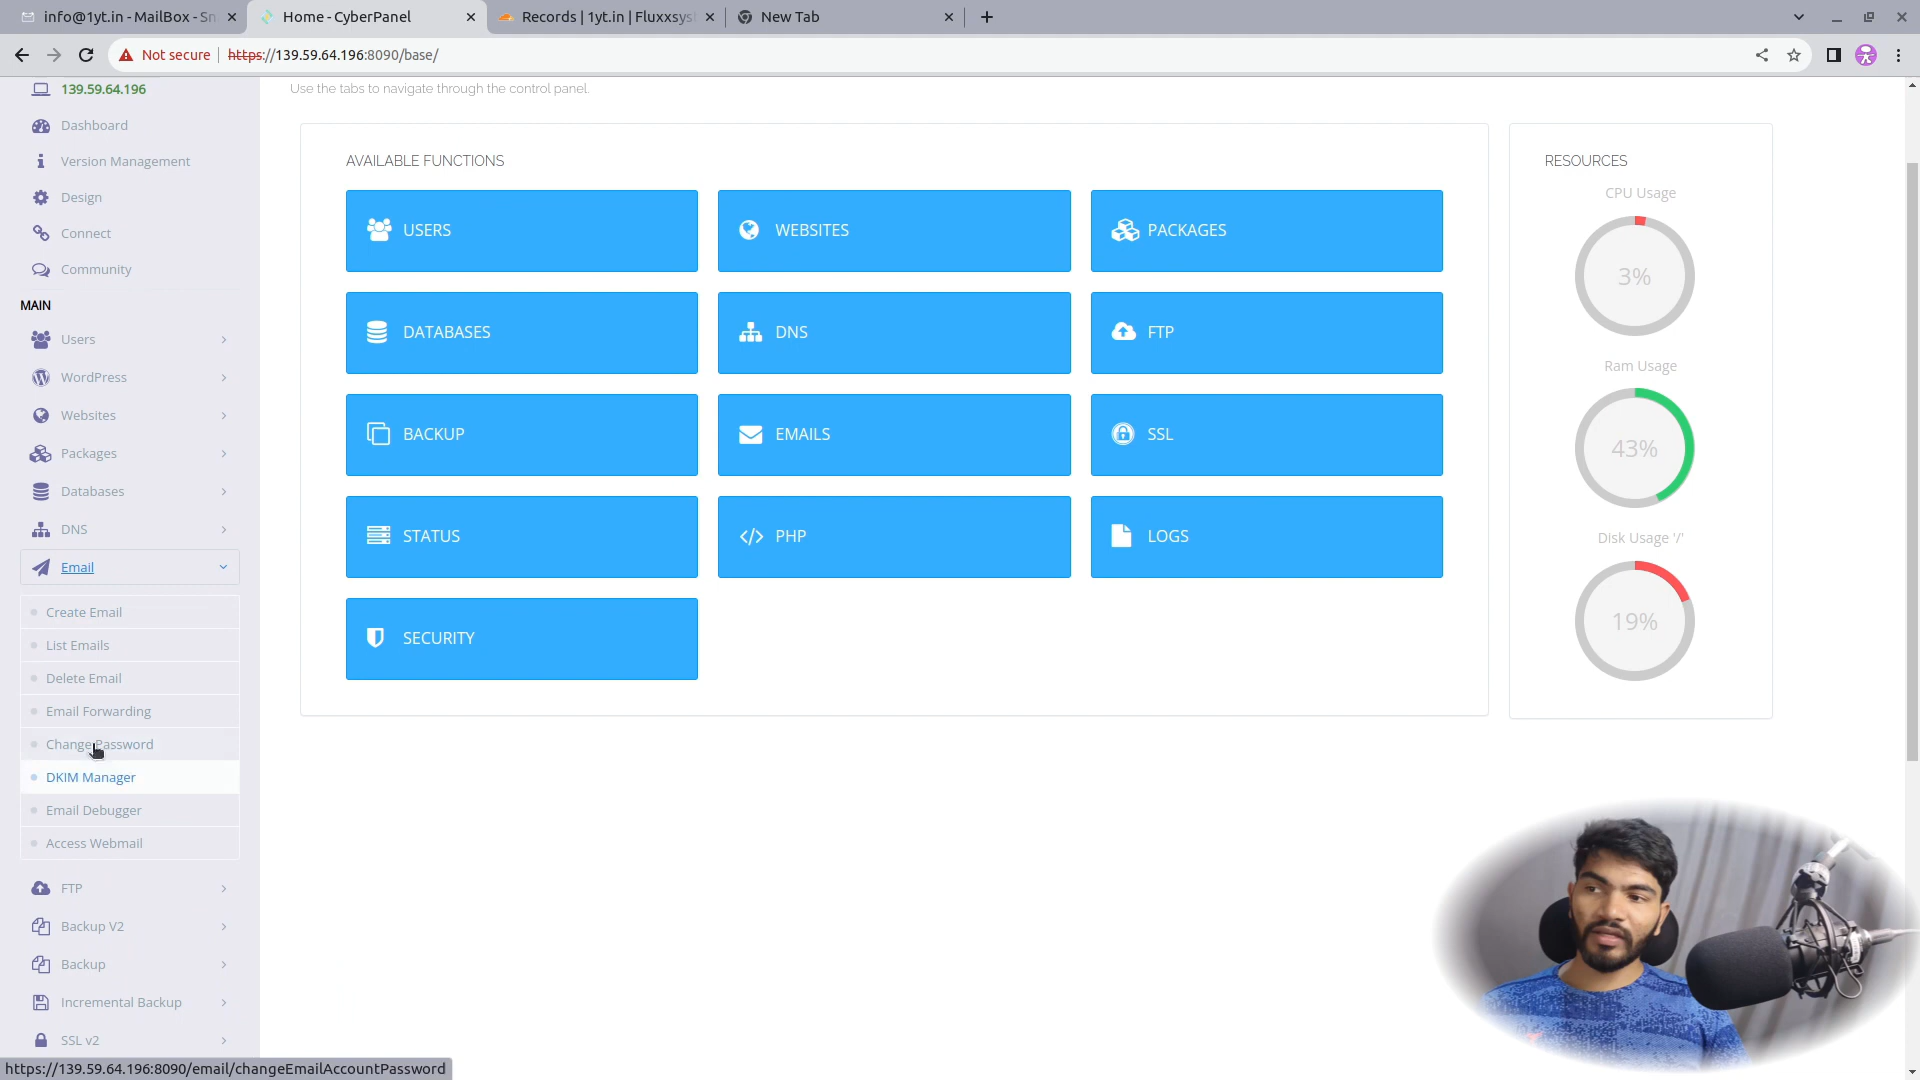 info@1yt.in - MailBox - Sn
Home - CyberPanel
Records | 1yt.in | Fluxxsys
New Tab
Not secure
https://139.59.64.196:8090/base/
139.59.64.196
Dashboard
Version Management
Design
Connect
Community
MAIN
Users
WordPress
Websites
Packages
Databases
DNS
Email
Create Email
List Emails
Delete Email
Email Forwarding
Change Password
DKIM Manager
Email Debugger
Access Webmail
FTP
Backup V2
Backup
Incremental Backup
SSL v2
https://139.59.64.196:8090/email/changeEmailAccountPassword
Use the tabs to navigate through the control panel.
AVAILABLE FUNCTIONS
USERS
WEBSITES
PACKAGES
DATABASES
DNS
FTP
BACKUP
EMAILS
SSL
STATUS
PHP
LOGS
SECURITY
RESOURCES
CPU Usage
3%
Ram Usage
43%
Disk Usage '/'
19%